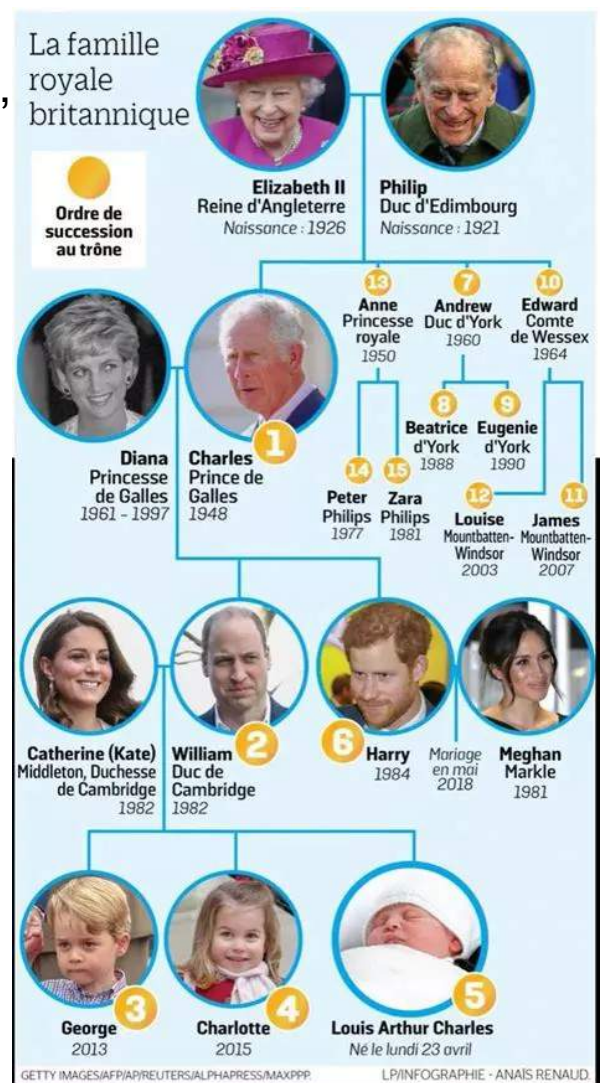 La famille
royale
,
britannique
Ordre de
succession
au trône
Elizabeth II
Reine d'Angleterre
Naissance : 1926
Philip
Duc d'Edimbourg
Naissance : 1921
13
Anne
Princesse
royale
1950
7
Andrew
Duc d'York
1960
10
Edward
Comte
de Wessex
1964
8
Beatrice
d'York
1988
9
Eugenie
d'York
1990
14
Peter
Philips
1977
15
Zara
Philips
1981
12
Louise
Mountbatten-
Windsor
2003
11
James
Mountbatten-
Windsor
2007
Diana
Princesse
de Galles
1961 - 1997
1
Charles
Prince de
Galles
1948
Catherine (Kate)
Middleton, Duchesse
de Cambridge
1982
2
William
Duc de
Cambridge
1982
6
Harry
1984
Mariage
en mai
2018
Meghan
Markle
1981
3
George
2013
4
Charlotte
2015
5
Louis Arthur Charles
Né le lundi 23 avril
GETTY IMAGES/AFP/AP/REUTERS/ALPHAPRESS/MAXPPP.
LP/INFOGRAPHIE - ANAÏS RENAUD.